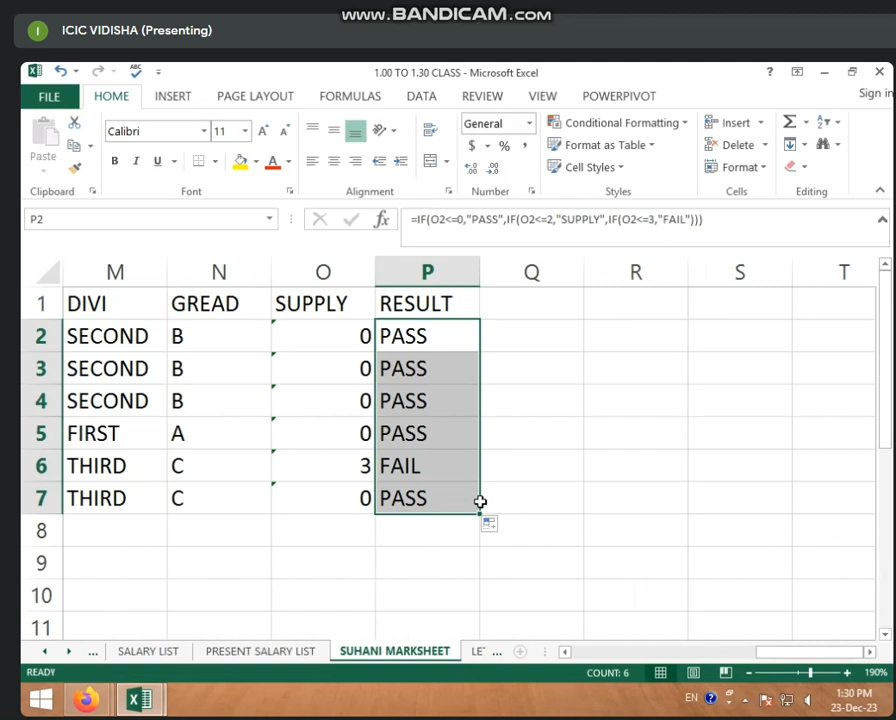 www.BANDICAM.com
I ICIC VIDISHA (Presenting)
1.00 TO 1.30 CLASS - Microsoft Excel
FILE HOME INSERT PAGE LAYOUT FORMULAS DATA REVIEW VIEW POWERPIVOT Sign in
Paste Calibri 11 General Conditional Formatting Insert
B I U A $ % , Format as Table Delete
Cell Styles Format
Clipboard Font Alignment Number Styles Cells Editing
P2 fx =IF(O2<=0,"PASS",IF(O2<=2,"SUPPLY",IF(O2<=3,"FAIL")))
M N O P Q R S T
1 DIVI GREAD SUPPLY RESULT
2 SECOND B 0 PASS
3 SECOND B 0 PASS
4 SECOND B 0 PASS
5 FIRST A 0 PASS
6 THIRD C 3 FAIL
7 THIRD C 0 PASS
8
9
10
11
... SALARY LIST PRESENT SALARY LIST SUHANI MARKSHEET ...
READY COUNT: 6 190%
EN 1:30 PM
23-Dec-23